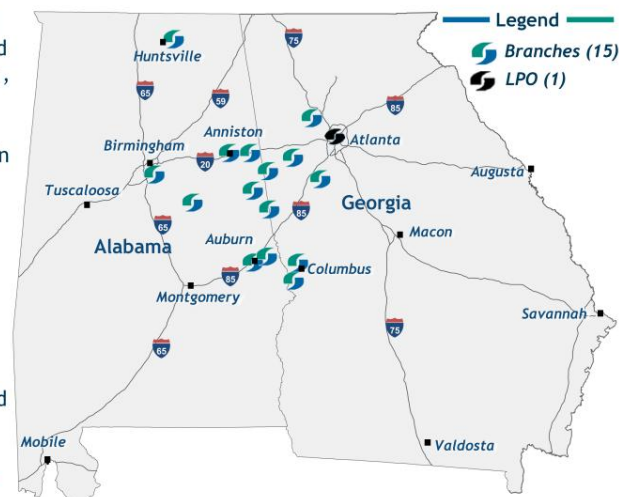 Legend
Branches (15)
LPO (1)
d
,
n
d
75
Huntsville
65
59
85
Birmingham
Anniston
Atlanta
20
Augusta
Tuscaloosa
65
85
Georgia
Alabama
Auburn
Macon
85
Columbus
Montgomery
Savannah
65
75
Mobile
Valdosta